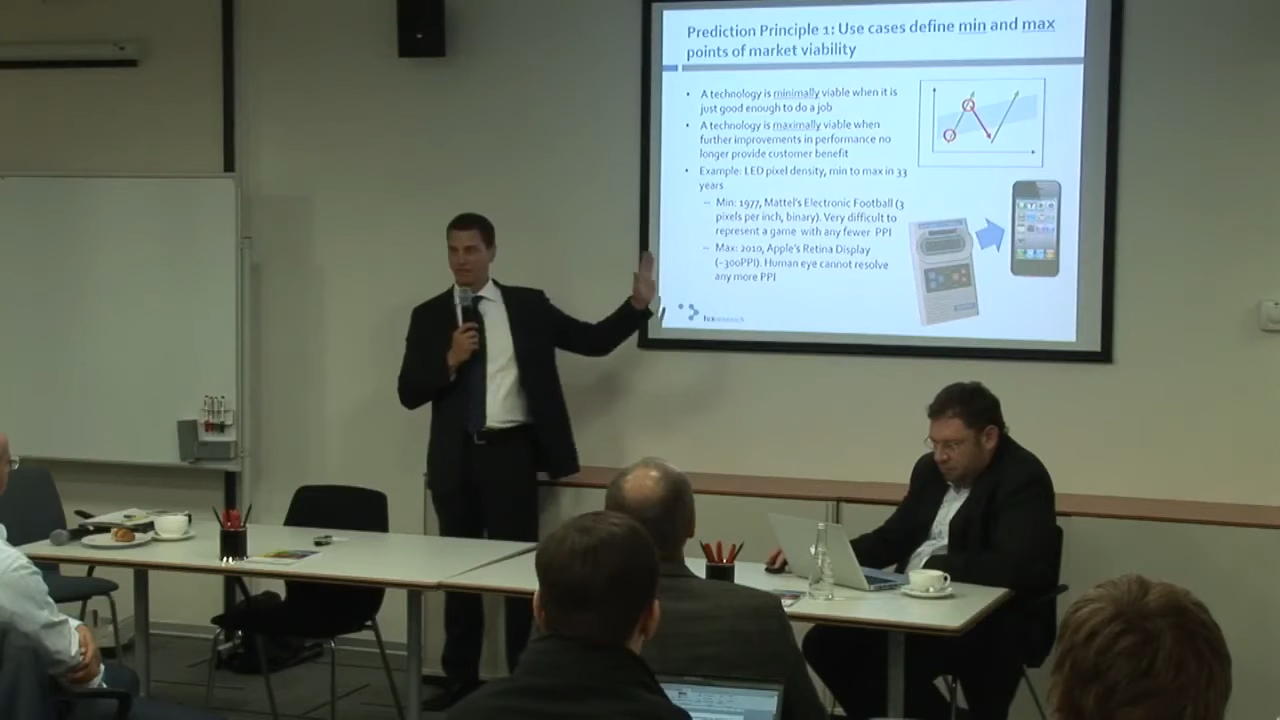 Prediction Principle 1: Use cases define min and max
points of market viability
• A technology is minimally viable when it is
just good enough to do a job
• A technology is maximally viable when
further improvements in performance no
longer provide customer benefit
• Example: LED pixel density, min to max in 33
years
– Min: 1977, Mattel's Electronic Football (3
pixels per inch, binary). Very difficult to
represent a game with any fewer PPI
– Max: 2010, Apple's Retina Display
(~300PPI). Human eye cannot resolve
any more PPI
luxresearch